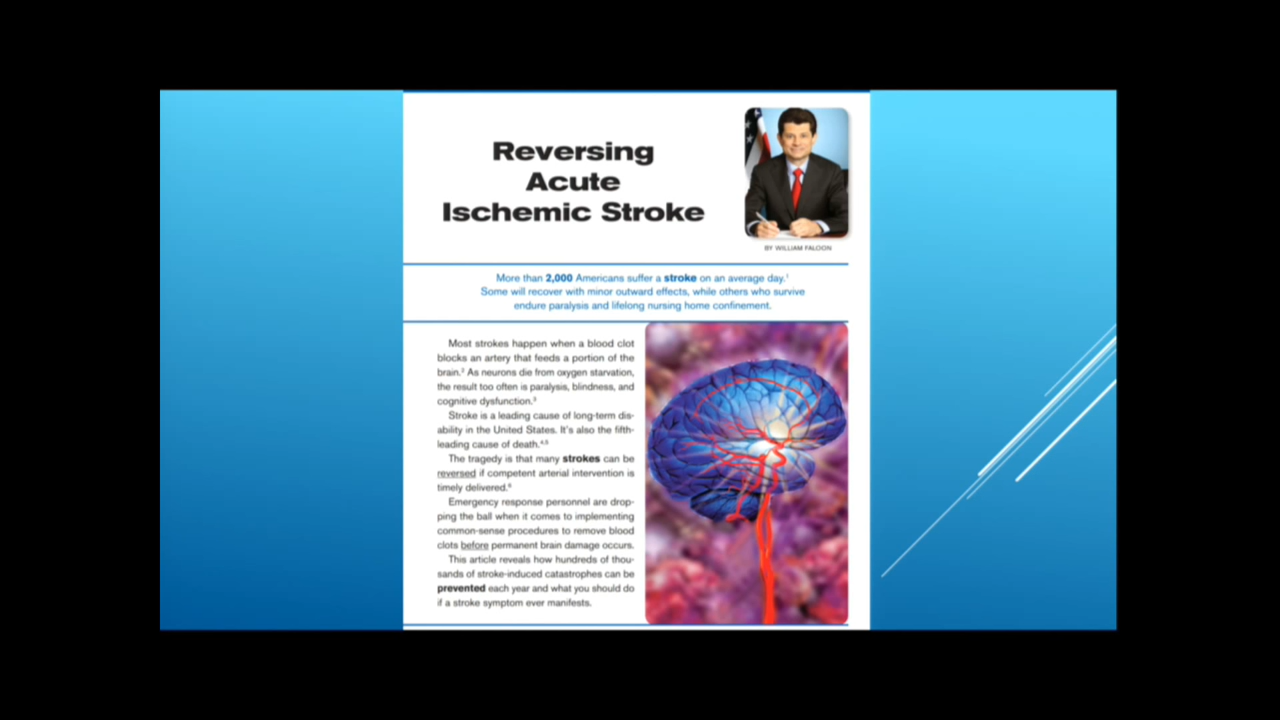 Reversing
Acute
Ischemic Stroke
BY WILLIAM FALOON
More than 2,000 Americans suffer a stroke on an average day.¹
Some will recover with minor outward effects, while others who survive
endure paralysis and lifelong nursing home confinement.
Most strokes happen when a blood clot
blocks an artery that feeds a portion of the
brain.² As neurons die from oxygen starvation,
the result too often is paralysis, blindness, and
cognitive dysfunction.³
Stroke is a leading cause of long-term dis-
ability in the United States. It's also the fifth-
leading cause of death.⁴,⁵
The tragedy is that many strokes can be
reversed if competent arterial intervention is
timely delivered.⁶
Emergency response personnel are drop-
ping the ball when it comes to implementing
common-sense procedures to remove blood
clots before permanent brain damage occurs.
This article reveals how hundreds of thou-
sands of stroke-induced catastrophes can be
prevented each year and what you should do
if a stroke symptom ever manifests.